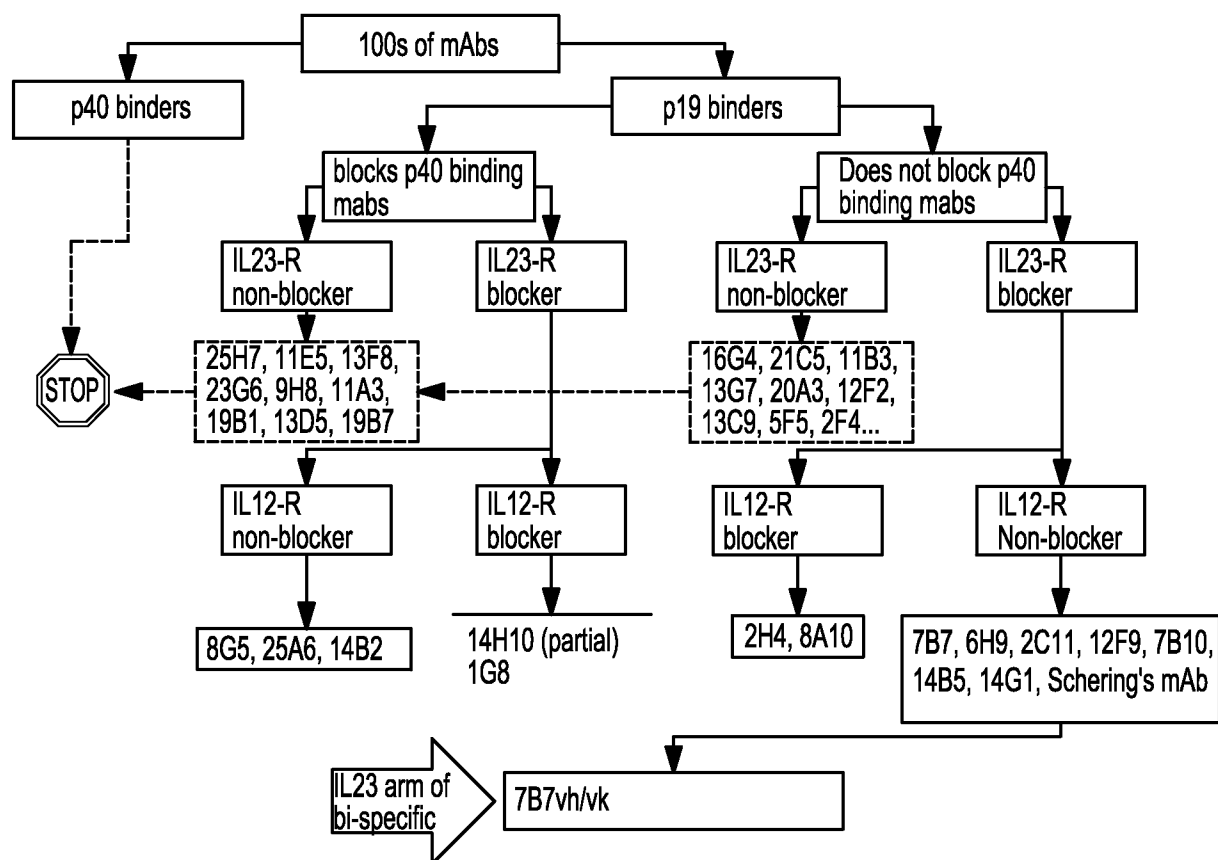 100s of mAbs
p40 binders
p19 binders
blocks p40 binding
mabs
Does not block p40
binding mabs
IL23-R
non-blocker
IL23-R
blocker
IL23-R
non-blocker
IL23-R
blocker
25H7, 11E5, 13F8,
23G6, 9H8, 11A3,
19B1, 13D5, 19B7
16G4, 21C5, 11B3,
13G7, 20A3, 12F2,
13C9, 5F5, 2F4...
STOP
IL12-R
non-blocker
IL12-R
blocker
IL12-R
blocker
IL12-R
Non-blocker
8G5, 25A6, 14B2
14H10 (partial)
1G8
2H4, 8A10
7B7, 6H9, 2C11, 12F9, 7B10,
14B5, 14G1, Schering's mAb
IL23 arm of
bi-specific
7B7vh/vk